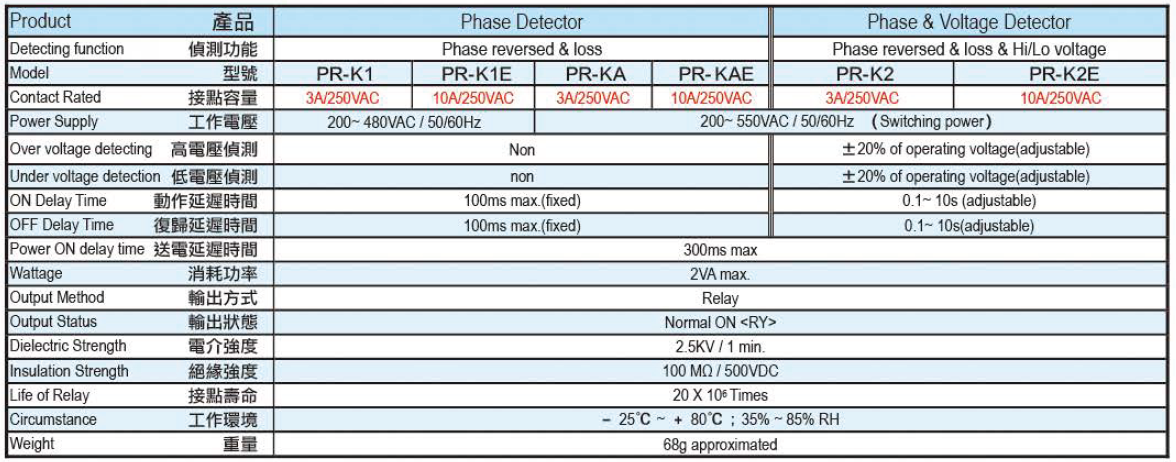 Product 產品 Phase Detector Phase & Voltage Detector
Detecting function 偵測功能 Phase reversed & loss Phase reversed & loss & Hi/Lo voltage
Model 型號 PR-K1 PR-K1E PR-KA PR-KAE PR-K2 PR-K2E
Contact Rated 接點容量 3A/250VAC 10A/250VAC 3A/250VAC 10A/250VAC 3A/250VAC 10A/250VAC
Power Supply 工作電壓 200~ 480VAC / 50/60Hz 200~ 550VAC / 50/60Hz (Switching power)
Over voltage detecting 高電壓偵測 Non ±20% of operating voltage(adjustable)
Under voltage detection 低電壓偵測 non ±20% of operating voltage(adjustable)
ON Delay Time 動作延遲時間 100ms max.(fixed) 0.1~ 10s (adjustable)
OFF Delay Time 復歸延遲時間 100ms max.(fixed) 0.1~ 10s(adjustable)
Power ON delay time 送電延遲時間 300ms max
Wattage 消耗功率 2VA max.
Output Method 輸出方式 Relay
Output Status 輸出狀態 Normal ON <RY>
Dielectric Strength 電介強度 2.5KV / 1 min.
Insulation Strength 絕緣強度 100 MΩ / 500VDC
Life of Relay 接點壽命 20 X 10⁶ Times
Circumstance 工作環境 - 25℃ ~ + 80℃ ; 35% ~ 85% RH
Weight 重量 68g approximated